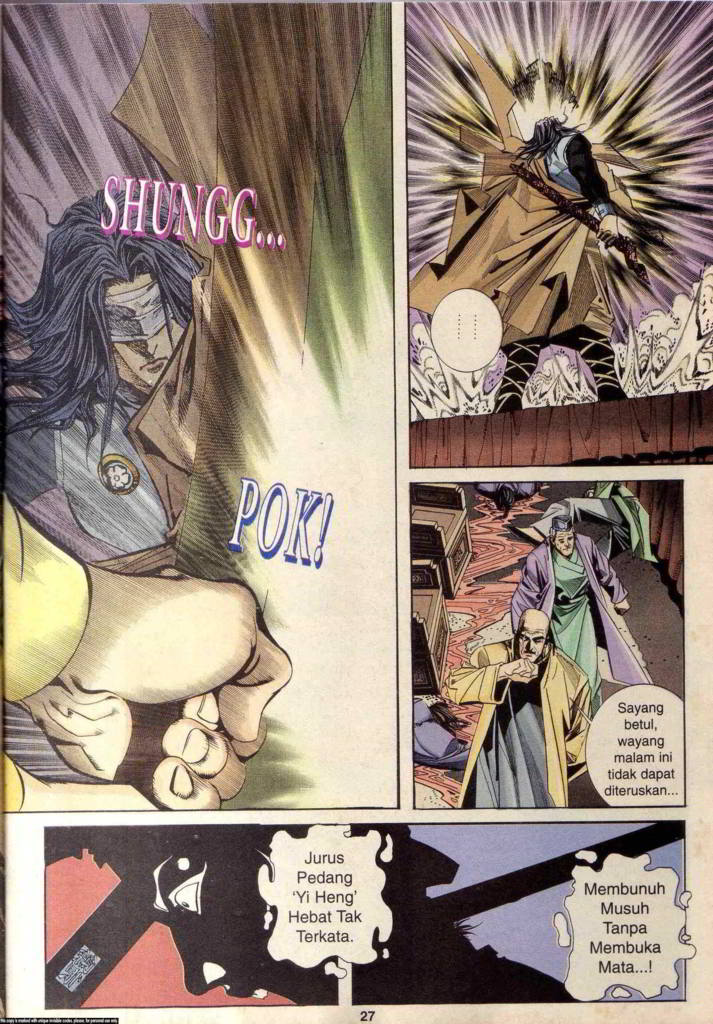 SHUNGG...
POK!
......
......
Sayang
betul,
wayang
malam ini
tidak dapat
diteruskan...
Jurus
Pedang
'Yi Heng'
Hebat Tak
Terkata.
Membunuh
Musuh
Tanpa
Membuka
Mata...!
27